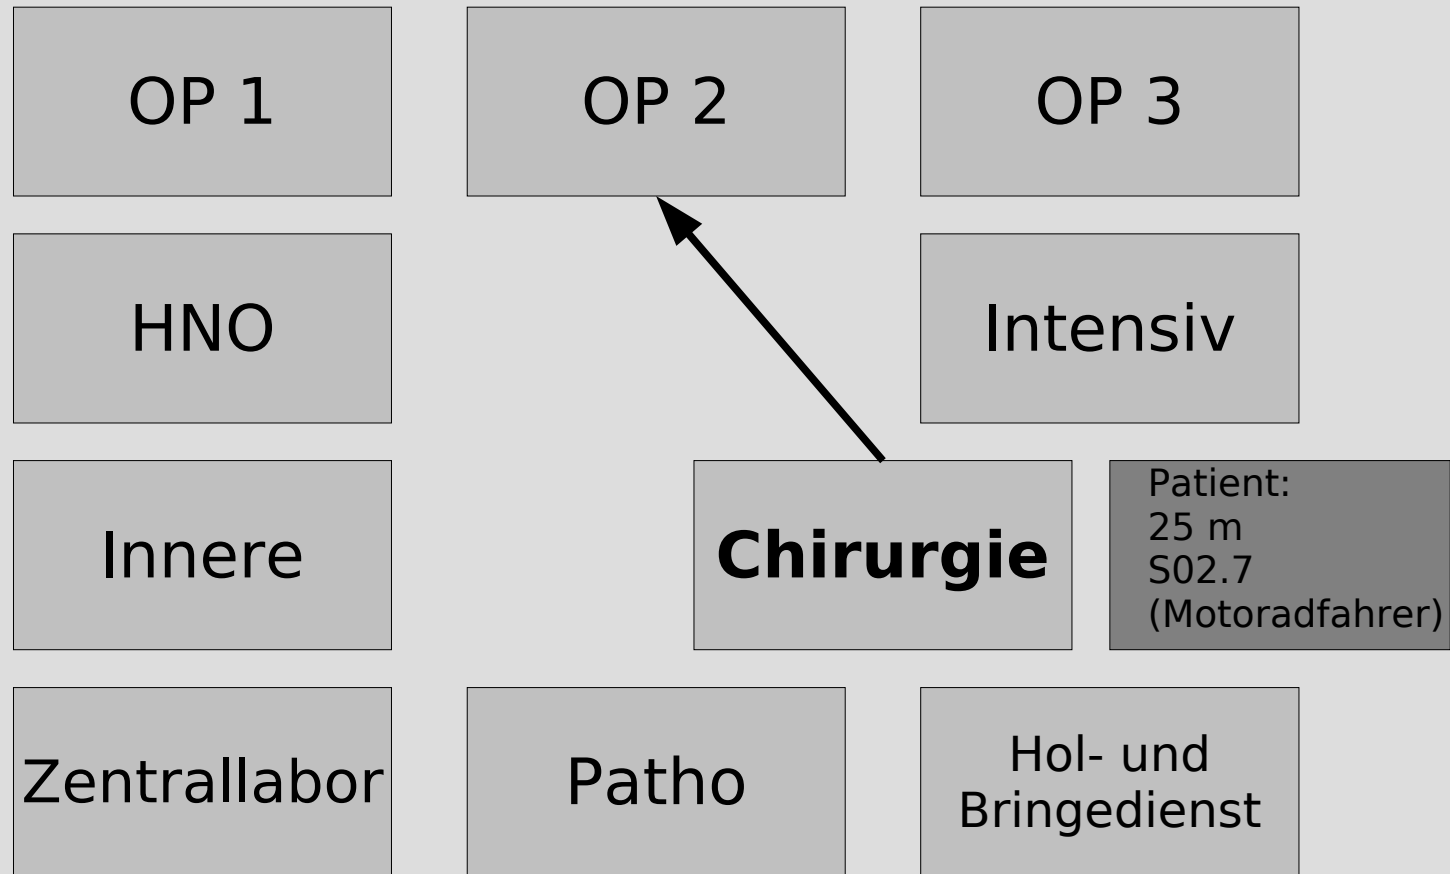 OP 1
OP 2
OP 3
HNO
Intensiv
Innere
Chirurgie
Patient:
25 m
S02.7
(Motoradfahrer)
Zentrallabor
Patho
Hol- und
Bringedienst